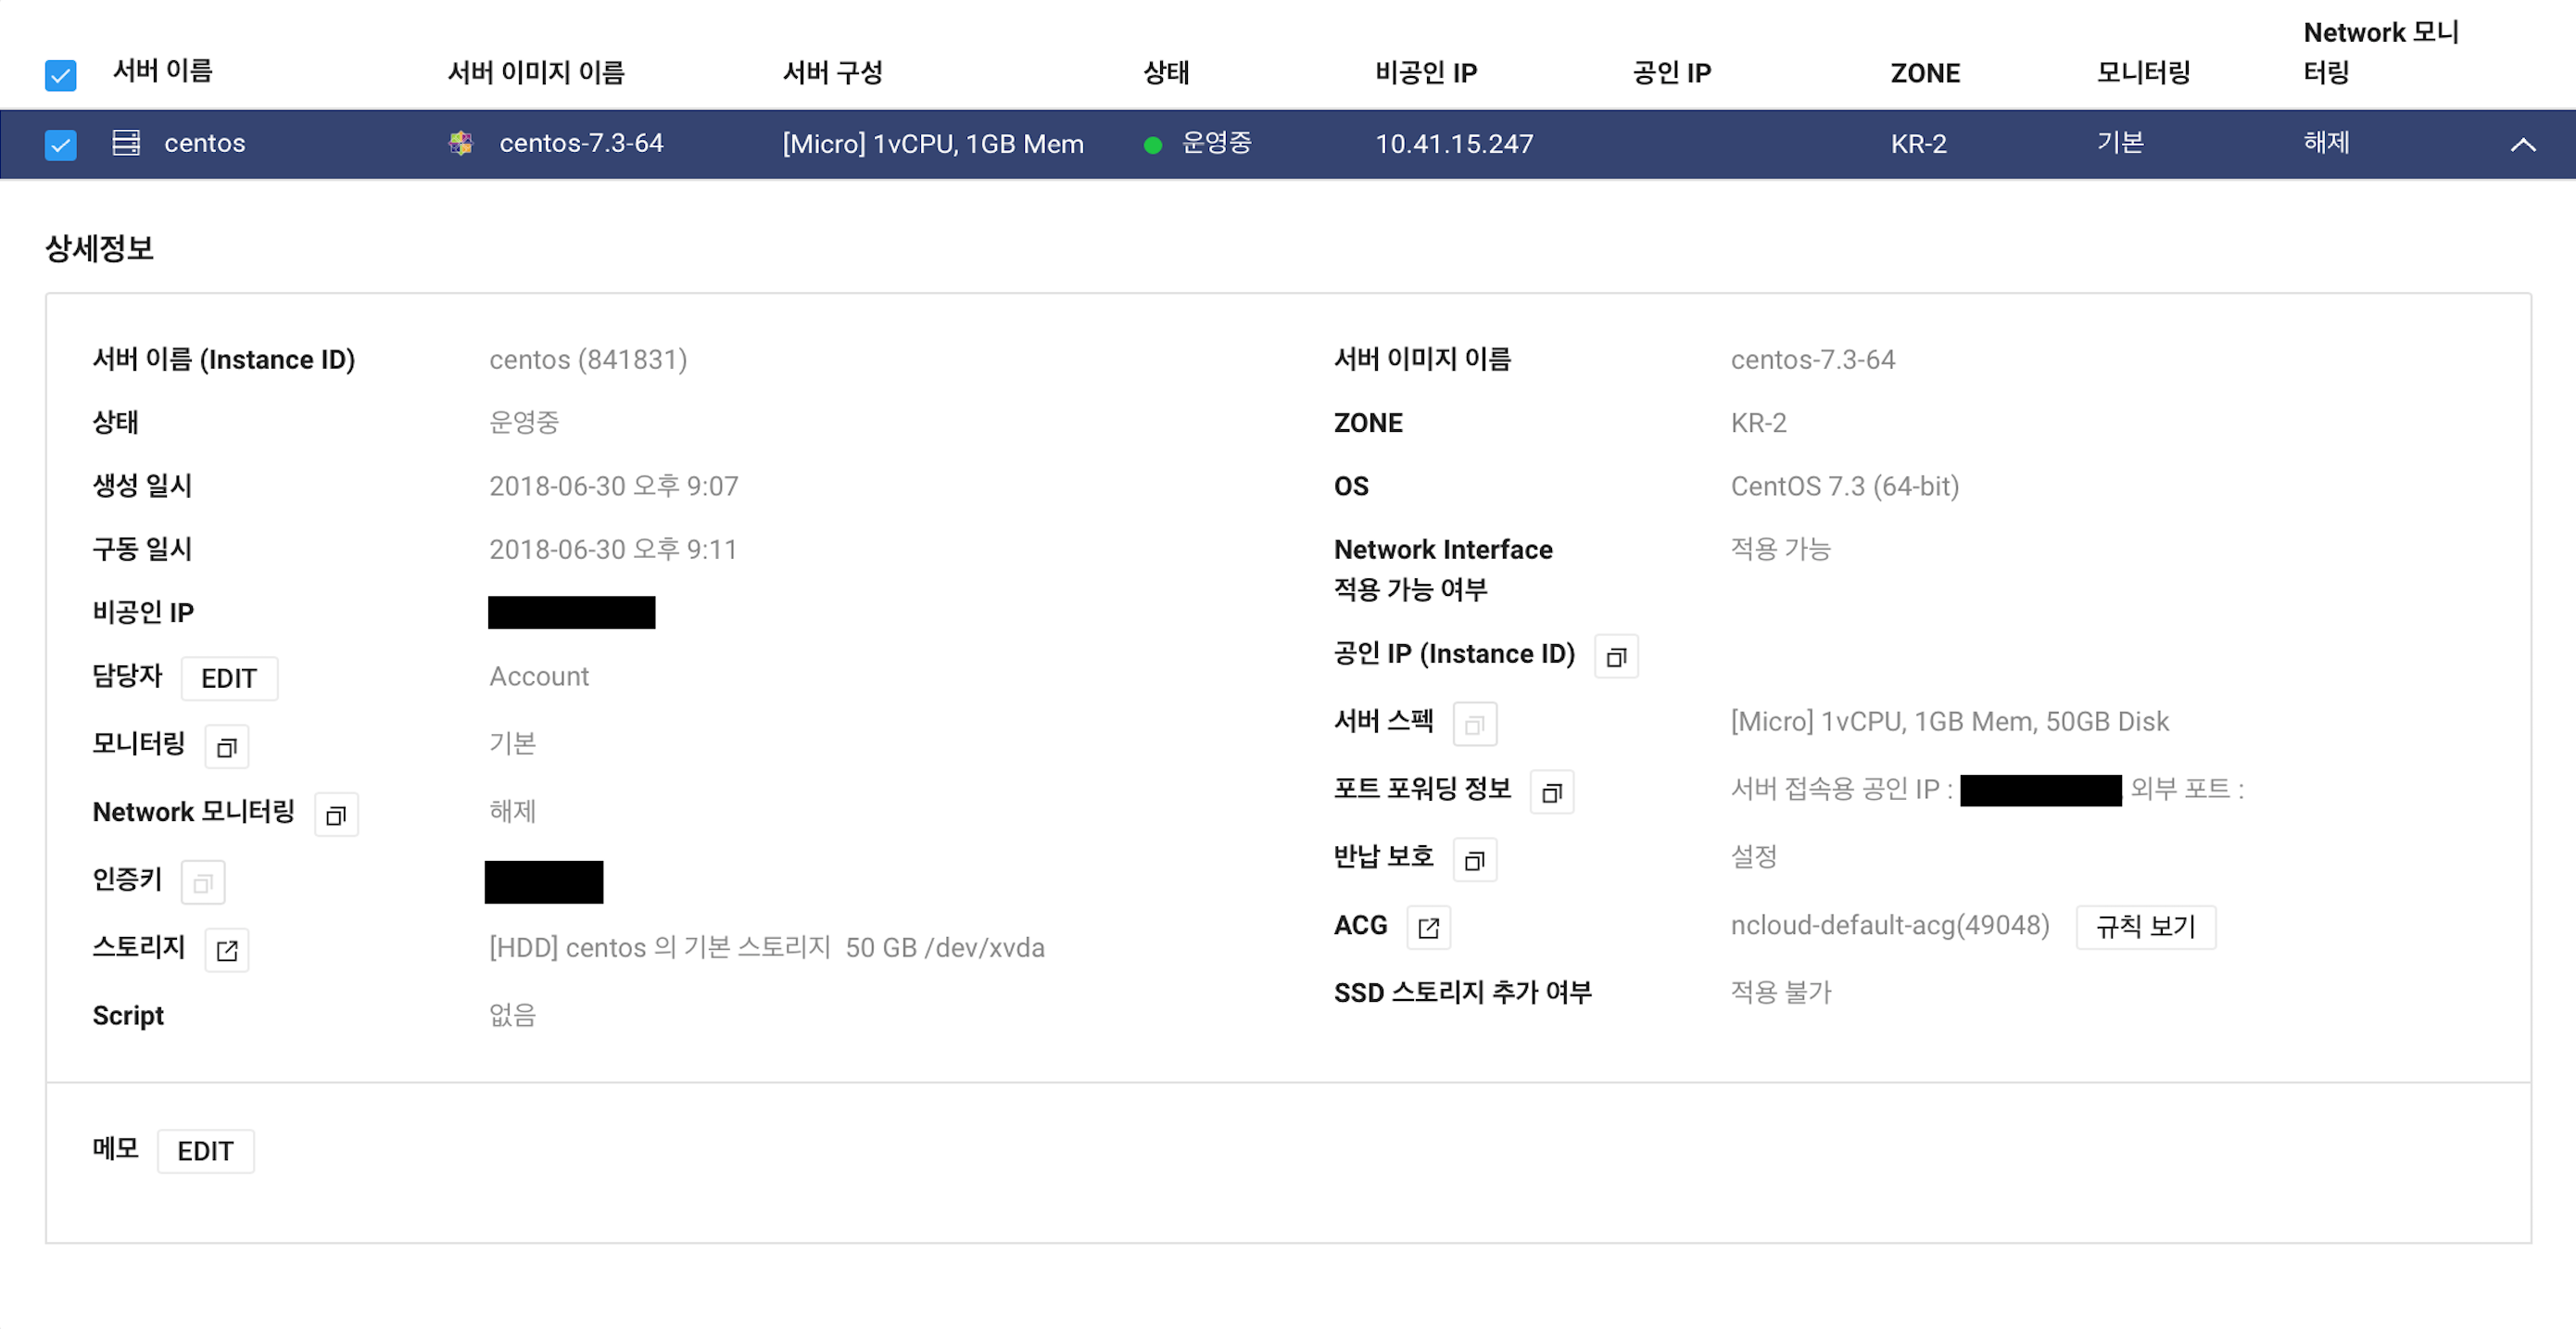 서버 이름 서버 이미지 이름 서버 구성 상태 비공인 IP 공인 IP ZONE 모니터링 Network 모니
터링
centos centos-7.3-64 [Micro] 1vCPU, 1GB Mem 운영중 10.41.15.247 KR-2 기본 해제
상세정보
서버 이름 (Instance ID) centos (841831)
상태 운영중
생성 일시 2018-06-30 오후 9:07
구동 일시 2018-06-30 오후 9:11
비공인 IP
담당자 EDIT Account
모니터링 기본
Network 모니터링 해제
인증키
스토리지 [HDD] centos 의 기본 스토리지 50 GB /dev/xvda
Script 없음
서버 이미지 이름 centos-7.3-64
ZONE KR-2
OS CentOS 7.3 (64-bit)
Network Interface 적용 가능
적용 가능 여부
공인 IP (Instance ID)
서버 스펙 [Micro] 1vCPU, 1GB Mem, 50GB Disk
포트 포워딩 정보 서버 접속용 공인 IP : 외부 포트 :
반납 보호 설정
ACG ncloud-default-acg(49048) 규칙 보기
SSD 스토리지 추가 여부 적용 불가
메모 EDIT